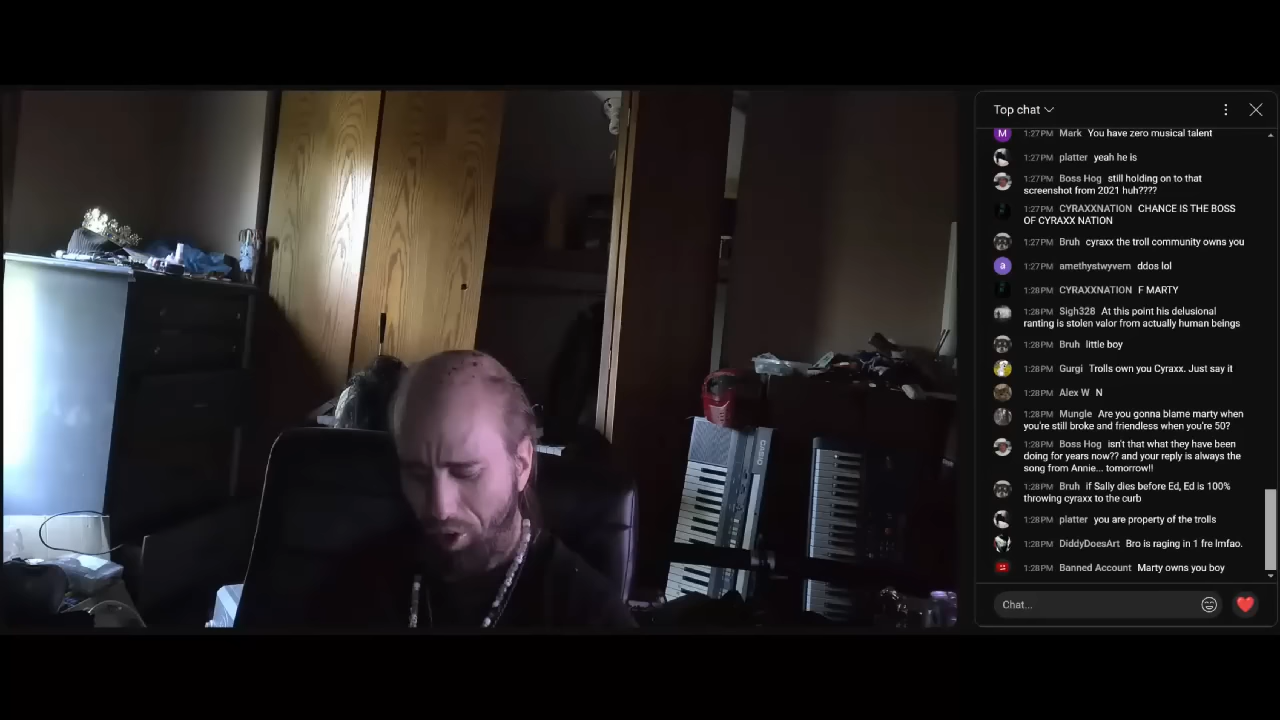 Top chat
M 1:27PM Mark You have zero musical talent
1:27PM platter yeah he is
1:27PM Boss Hog still holding on to that
screenshot from 2021 huh????
1:27PM CYRAXXNATION CHANCE IS THE BOSS
OF CYRAXX NATION
1:27PM Bruh cyraxx the troll community owns you
a 1:27PM amethystwyvern ddos lol
1:28PM CYRAXXNATION F MARTY
1:28PM Sigh328 At this point his delusional
ranting is stolen valor from actually human beings
1:28PM Bruh little boy
1:28PM Gurgi Trolls own you Cyraxx. Just say it
1:28PM Alex W N
1:28PM Mungle Are you gonna blame marty when
you're still broke and friendless when you're 50?
1:28PM Boss Hog isn't that what they have been
doing for years now?? and your reply is always the
song from Annie... tomorrow!!
1:28PM Bruh if Sally dies before Ed, Ed is 100%
throwing cyraxx to the curb
1:28PM platter you are property of the trolls
1:28PM DiddyDoesArt Bro is raging in 1 fre lmfao.
1:28PM Banned Account Marty owns you boy
Chat...
CASIO